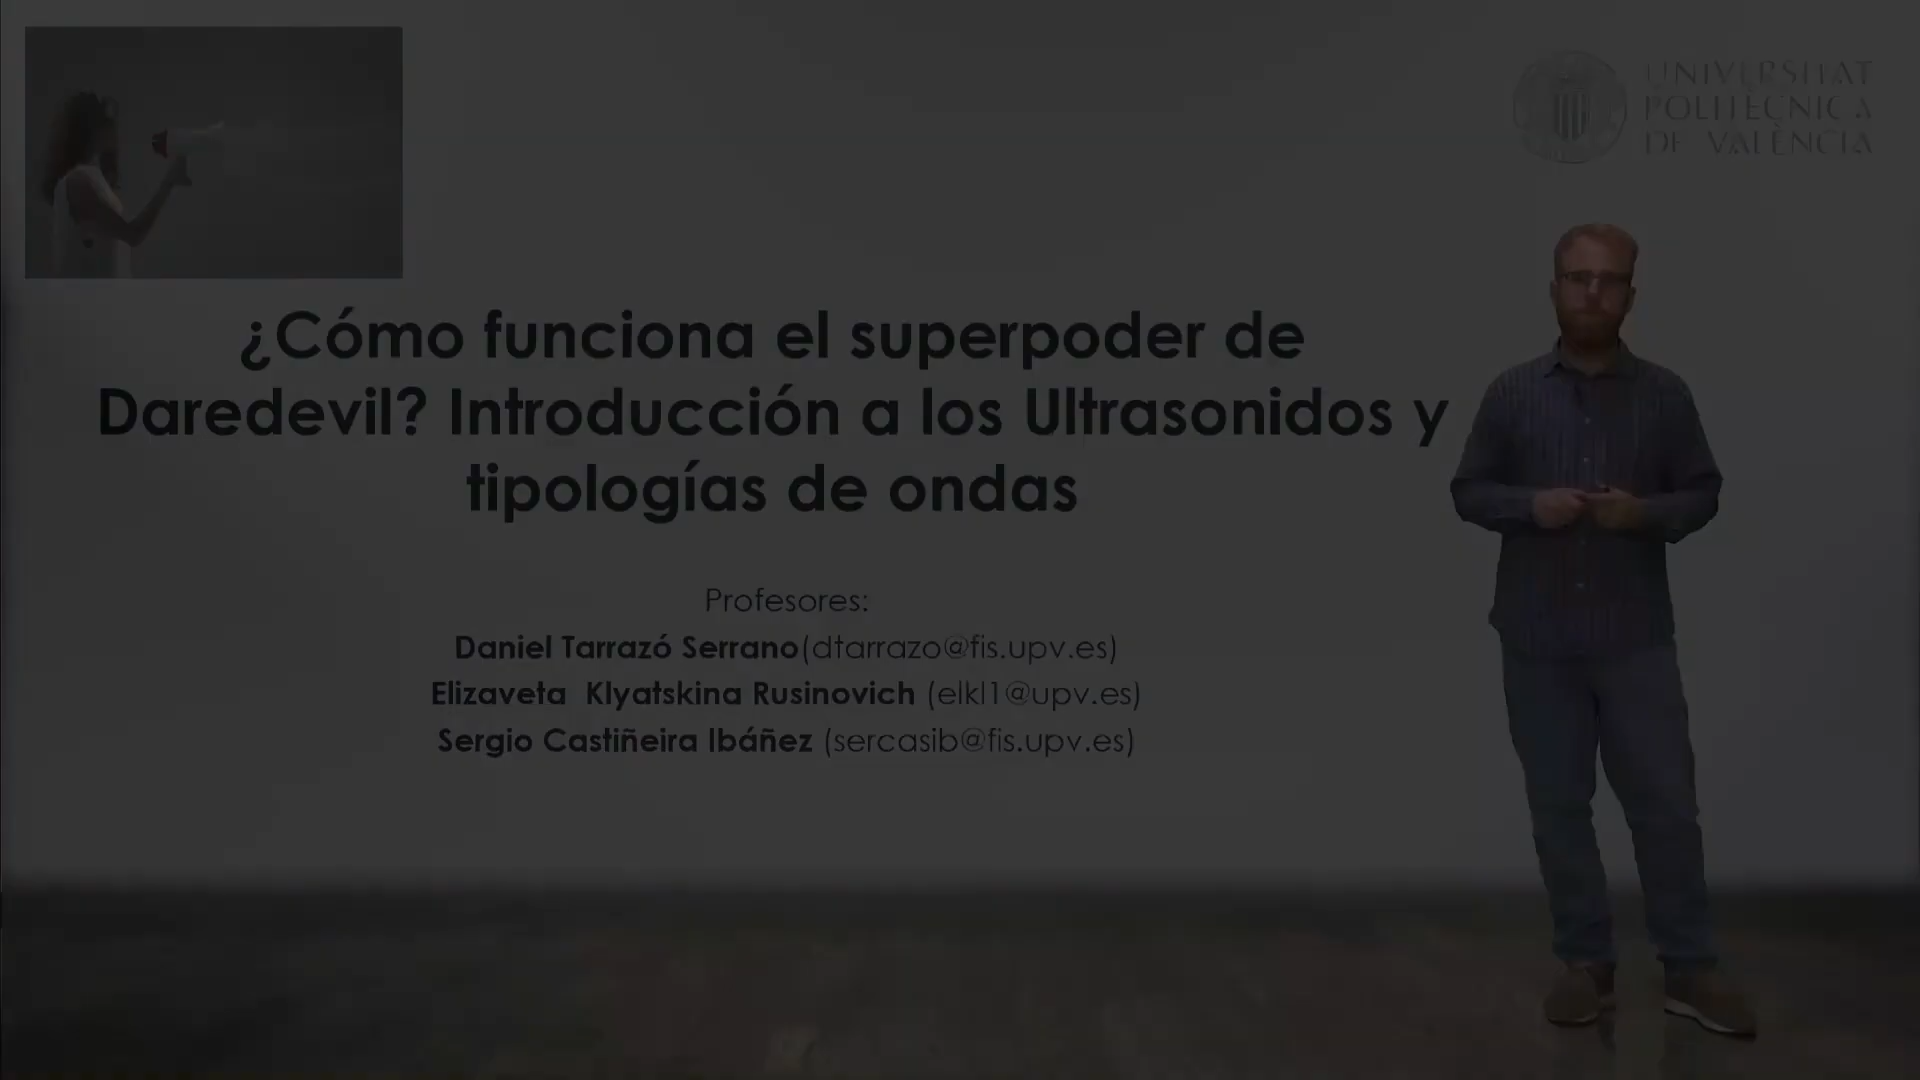 UNIVERSITAT
POLITÈCNICA
DE VALÈNCIA
¿Cómo funciona el superpoder de
Daredevil? Introducción a los Ultrasonidos y
tipologías de ondas
Profesores:
Daniel Tarrazó Serrano(dtarrazo@fis.upv.es)
Elizaveta Klyatskina Rusinovich (elkl1@upv.es)
Sergio Castiñeira Ibáñez (sercasib@fis.upv.es)